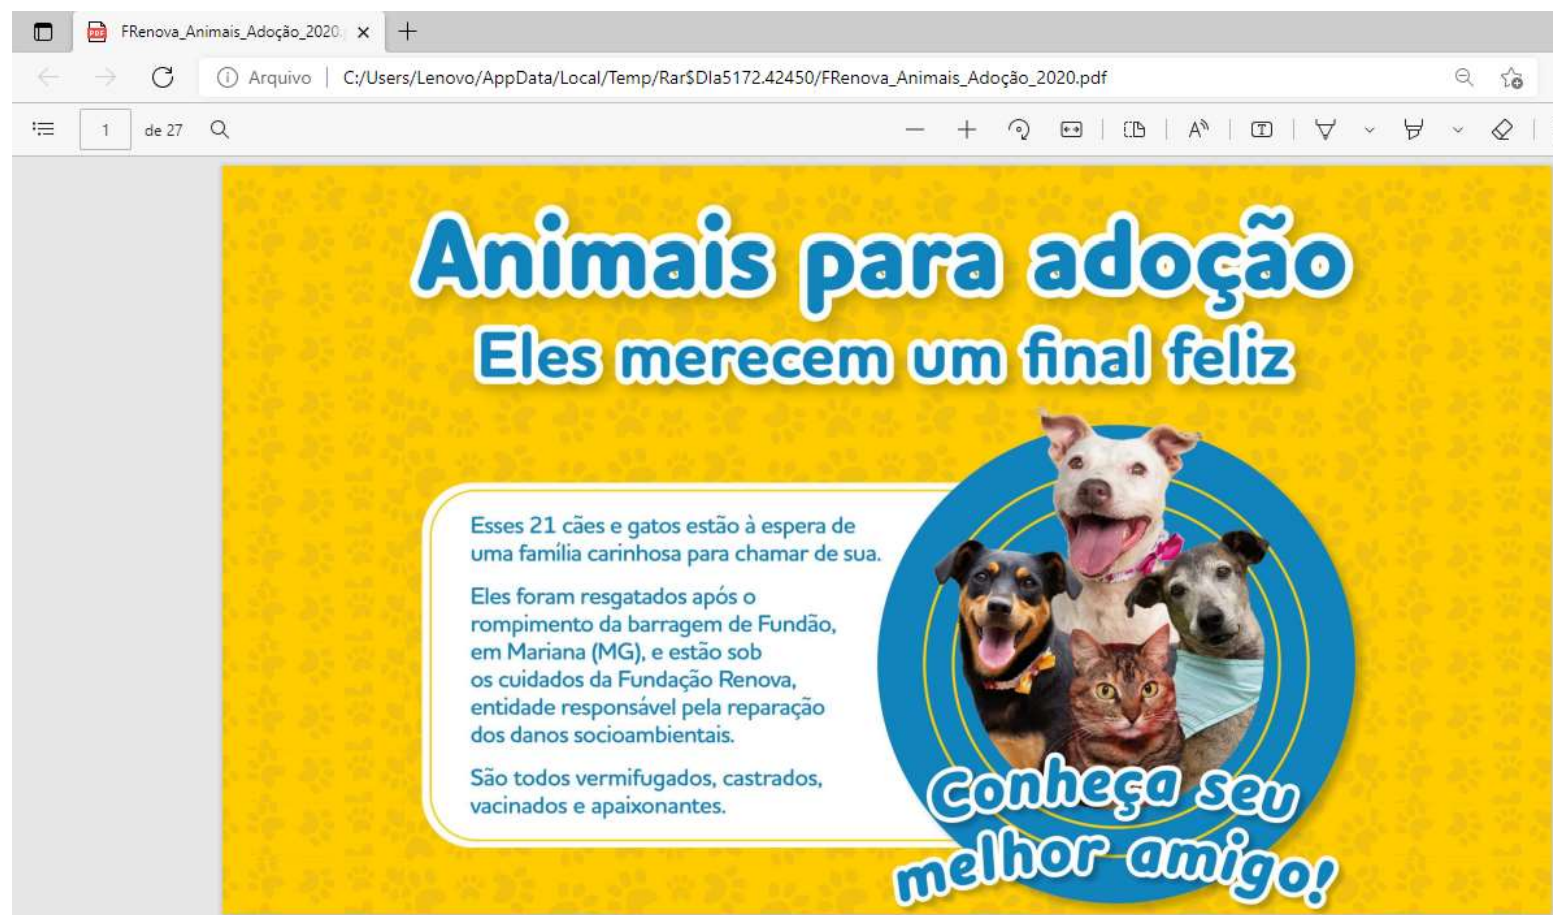 FRenova_Animais_Adoção_2020.
Arquivo C:/Users/Lenovo/AppData/Local/Temp/Rar$DIa5172.42450/FRenova_Animais_Adoção_2020.pdf
1 de 27
Animais para adoção
Eles merecem um final feliz
Esses 21 cães e gatos estão à espera de
uma família carinhosa para chamar de sua.
Eles foram resgatados após o
rompimento da barragem de Fundão,
em Mariana (MG), e estão sob
os cuidados da Fundação Renova,
entidade responsável pela reparação
dos danos socioambientais.
São todos vermifugados, castrados,
vacinados e apaixonantes.
Conheça seu
melhor amigo!